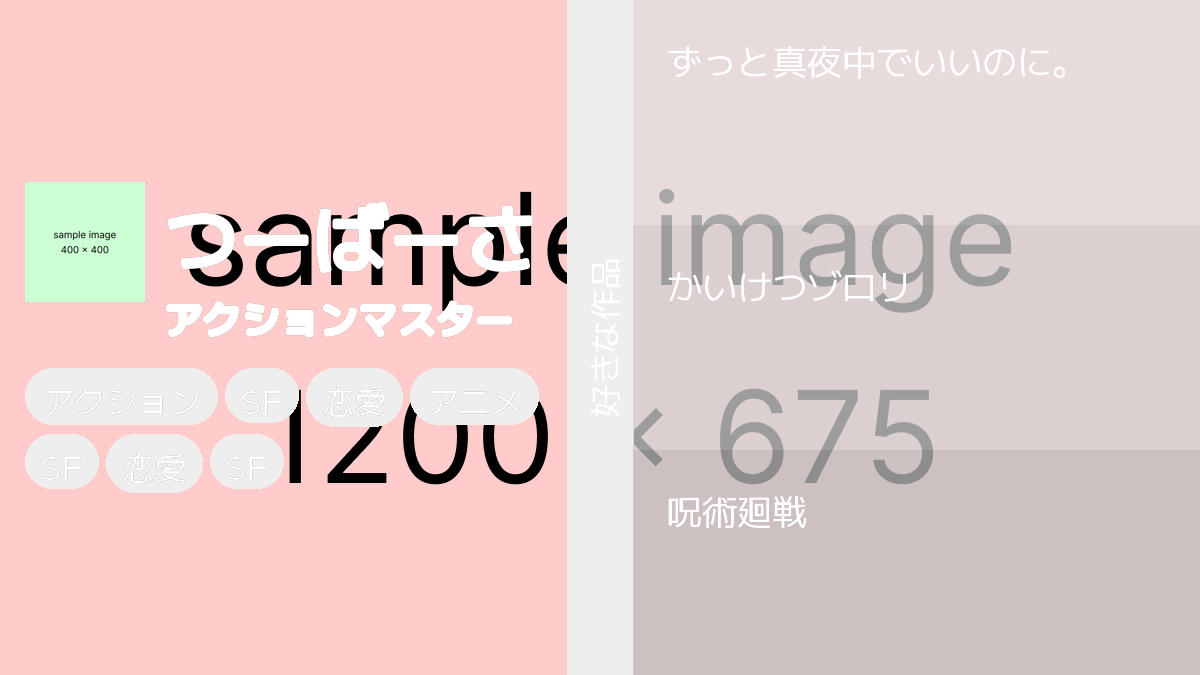 sample image
400 × 400
つーばーさ
アクションマスター
アクション SF 恋愛 アニメ
SF 恋愛 SF
sample image
1200 × 675
好きな作品
ずっと真夜中でいいのに。
かいけつゾロリ
呪術廻戦